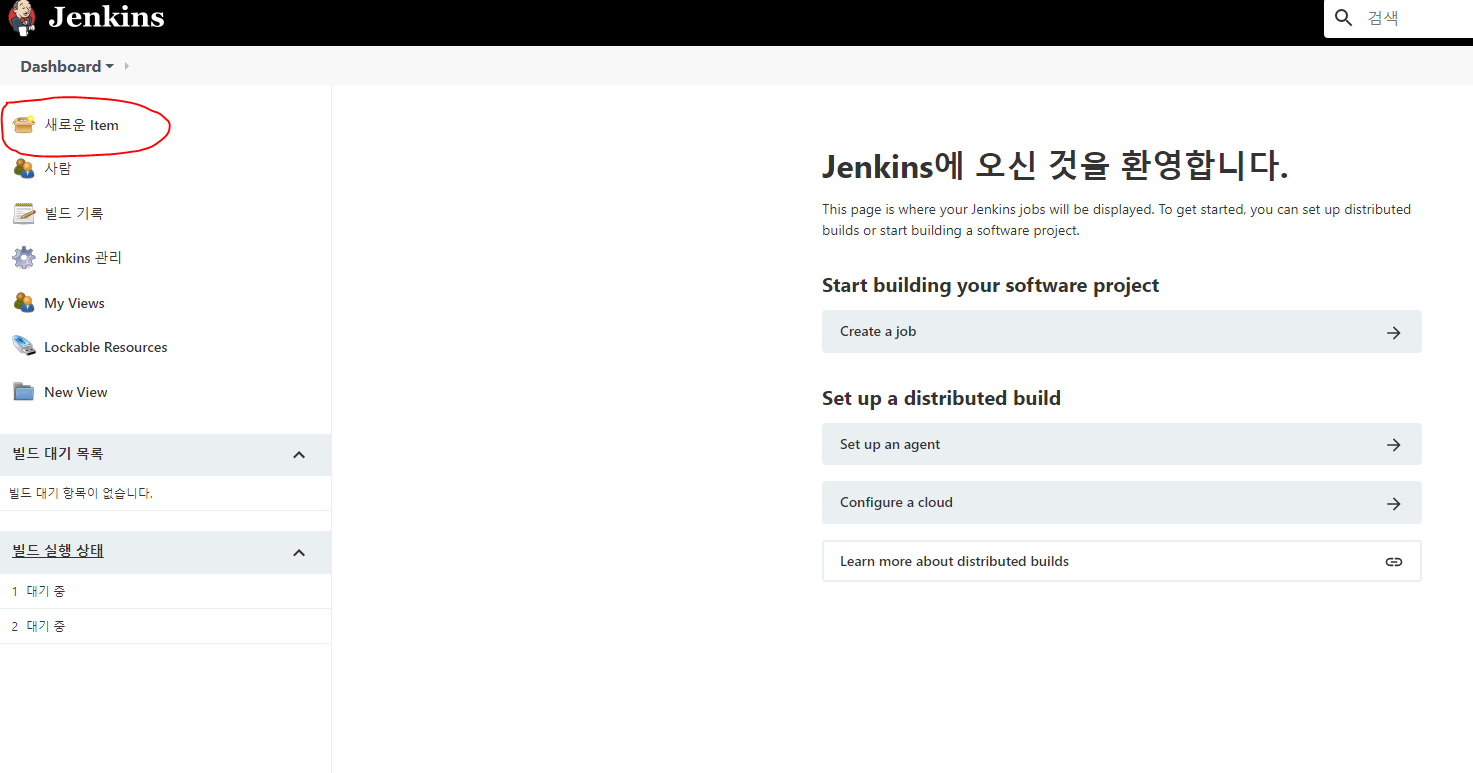 Jenkins
검색
Dashboard
새로운 Item
사람
빌드 기록
Jenkins 관리
My Views
Lockable Resources
New View
빌드 대기 목록
빌드 대기 항목이 없습니다.
빌드 실행 상태
1 대기 중
2 대기 중
Jenkins에 오신 것을 환영합니다.
This page is where your Jenkins jobs will be displayed. To get started, you can set up distributed
builds or start building a software project.
Start building your software project
Create a job
Set up a distributed build
Set up an agent
Configure a cloud
Learn more about distributed builds